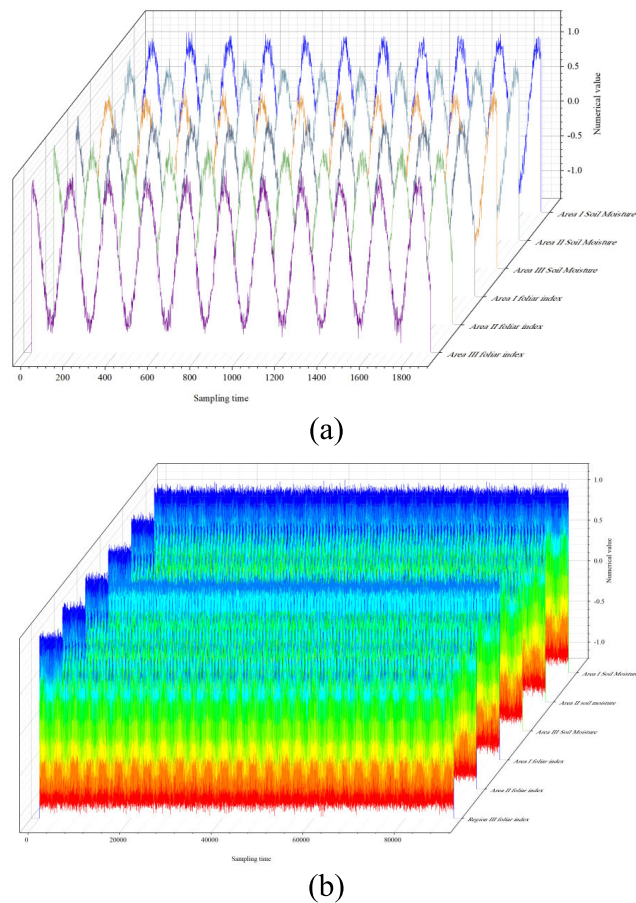 1.0
0.5
0.0
-0.5
-1.0
Numerical value
Area I Soil Moisture
Area II Soil Moisture
Area III Soil Moisture
Area I foliar index
Area II foliar index
Area III foliar index
0 200 400 600 800 1000 1200 1400 1600 1800
Sampling time
(a)
1.0
0.5
0.0
-0.5
-1.0
Numerical value
Area I Soil Moisture
Area II soil moisture
Area III Soil Moisture
Area I foliar index
Area II foliar index
Region III foliar index
0 20000 40000 60000 80000
Sampling time
(b)